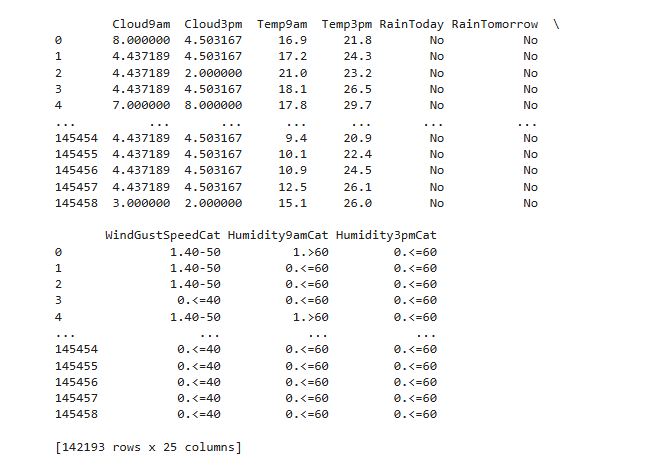 Cloud9am Cloud3pm Temp9am Temp3pm RainToday RainTomorrow \
0 8.000000 4.503167 16.9 21.8 No No
1 4.437189 4.503167 17.2 24.3 No No
2 4.437189 2.000000 21.0 23.2 No No
3 4.437189 4.503167 18.1 26.5 No No
4 7.000000 8.000000 17.8 29.7 No No
... ... ... ... ... ... ...
145454 4.437189 4.503167 9.4 20.9 No No
145455 4.437189 4.503167 10.1 22.4 No No
145456 4.437189 4.503167 10.9 24.5 No No
145457 4.437189 4.503167 12.5 26.1 No No
145458 3.000000 2.000000 15.1 26.0 No No
WindGustSpeedCat Humidity9amCat Humidity3pmCat
0 1.40-50 1.>60 0.<=60
1 1.40-50 0.<=60 0.<=60
2 1.40-50 0.<=60 0.<=60
3 0.<=40 0.<=60 0.<=60
4 1.40-50 1.>60 0.<=60
... ... ... ...
145454 0.<=40 0.<=60 0.<=60
145455 0.<=40 0.<=60 0.<=60
145456 0.<=40 0.<=60 0.<=60
145457 0.<=40 0.<=60 0.<=60
145458 0.<=40 0.<=60 0.<=60
[142193 rows x 25 columns]